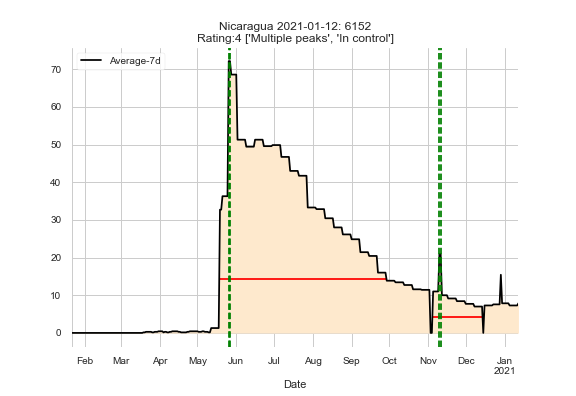 Nicaragua 2021-01-12: 6152
Rating:4 ['Multiple peaks', 'In control']
Average-7d
70
60
50
40
30
20
10
0
Feb Mar Apr May Jun Jul Aug Sep Oct Nov Dec Jan
2021
Date